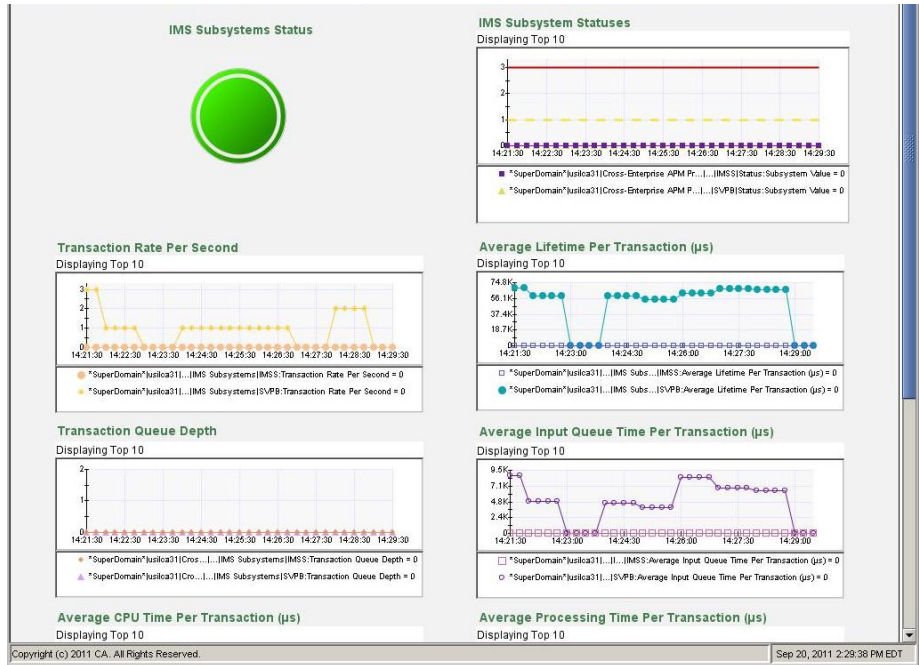 IMS Subsystems Status
IMS Subsystem Statuses
Displaying Top 10
3
2
1
0
14:21:30 14:22:30 14:23:30 14:24:30 14:25:30 14:26:30 14:27:30 14:28:30 14:29:30
*SuperDomain*|usilca31|Cross-Enterprise APM Pr...|...|IMSS|Status:Subsystem Value = 0
*SuperDomain*|usilca31|Cross-Enterprise APM Pr...|...|SVPB|Status:Subsystem Value = 0
Transaction Rate Per Second
Displaying Top 10
3
2
1
0
14:21:30 14:22:30 14:23:30 14:24:30 14:25:30 14:26:30 14:27:30 14:28:30 14:29:30
*SuperDomain*|usilca31|...|IMS Subsystems|IMSS:Transaction Rate Per Second = 0
*SuperDomain*|usilca31|...|IMS Subsystems|SVPB:Transaction Rate Per Second = 0
Average Lifetime Per Transaction (µs)
Displaying Top 10
74.8K
56.1K
37.4K
18.7K
0
14:21:30 14:23:00 14:24:30 14:26:00 14:27:30 14:29:00
*SuperDomain*|usilca31|...|IMS Subs...|IMSS:Average Lifetime Per Transaction (µs) = 0
*SuperDomain*|usilca31|...|IMS Subs...|SVPB:Average Lifetime Per Transaction (µs) = 0
Transaction Queue Depth
Displaying Top 10
2
1
0
14:21:30 14:22:30 14:23:30 14:24:30 14:25:30 14:26:30 14:27:30 14:28:30 14:29:30
*SuperDomain*|usilca31|Cros...|...|IMS Subsystems|IMSS:Transaction Queue Depth = 0
*SuperDomain*|usilca31|Cro...|...|IMS Subsystems|SVPB:Transaction Queue Depth = 0
Average Input Queue Time Per Transaction (µs)
Displaying Top 10
9.5K
7.1K
4.8K
2.4K
0
14:21:30 14:23:00 14:24:30 14:26:00 14:27:30 14:29:00
*SuperDomain*|usilca31|...|...|IMSS:Average Input Queue Time Per Transaction (µs) = 0
*SuperDomain*|usilca31|...|SVPB:Average Input Queue Time Per Transaction (µs) = 0
Average CPU Time Per Transaction (µs)
Displaying Top 10
Average Processing Time Per Transaction (µs)
Displaying Top 10
Copyright (c) 2011 CA. All Rights Reserved.
Sep 20, 2011 2:29:38 PM EDT